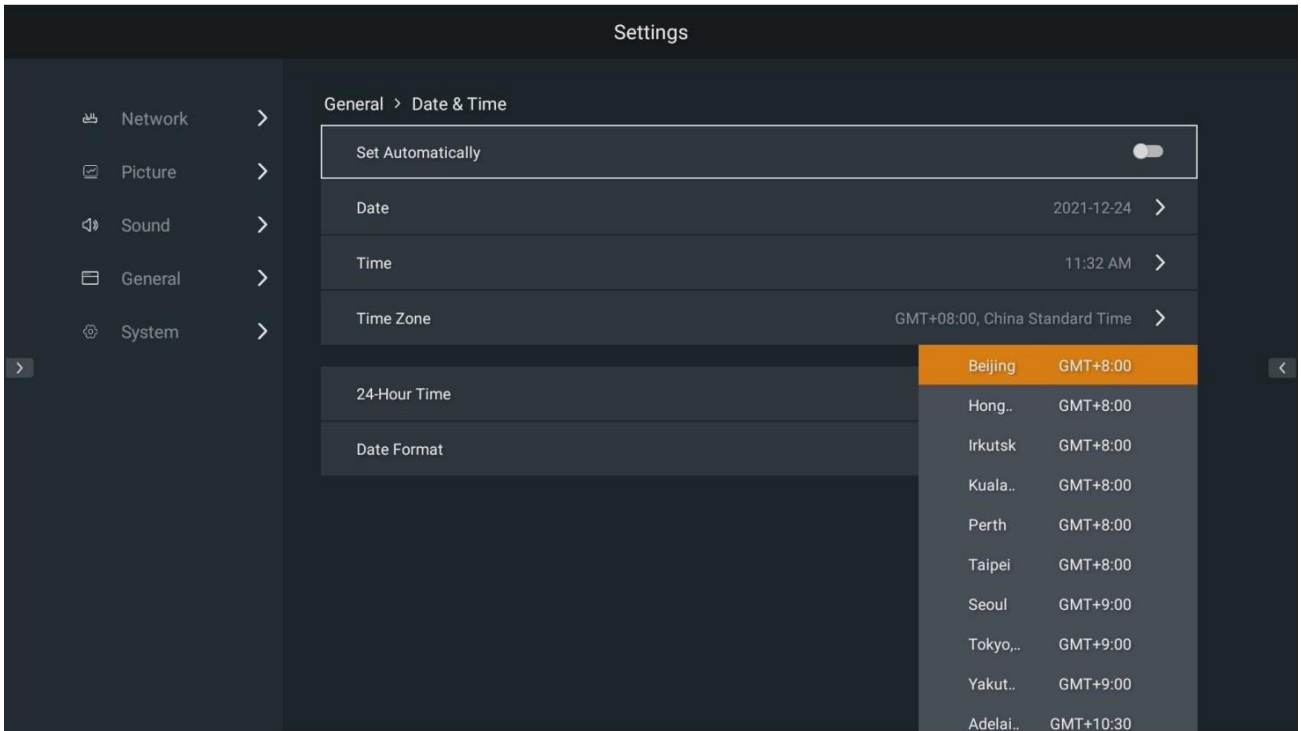 Settings
Network
Picture
Sound
General
System
General > Date & Time
Set Automatically
Date 2021-12-24
Time 11:32 AM
Time Zone GMT+08:00, China Standard Time
24-Hour Time
Date Format
Beijing GMT+8:00
Hong.. GMT+8:00
Irkutsk GMT+8:00
Kuala.. GMT+8:00
Perth GMT+8:00
Taipei GMT+8:00
Seoul GMT+9:00
Tokyo,.. GMT+9:00
Yakut.. GMT+9:00
Adelai.. GMT+10:30